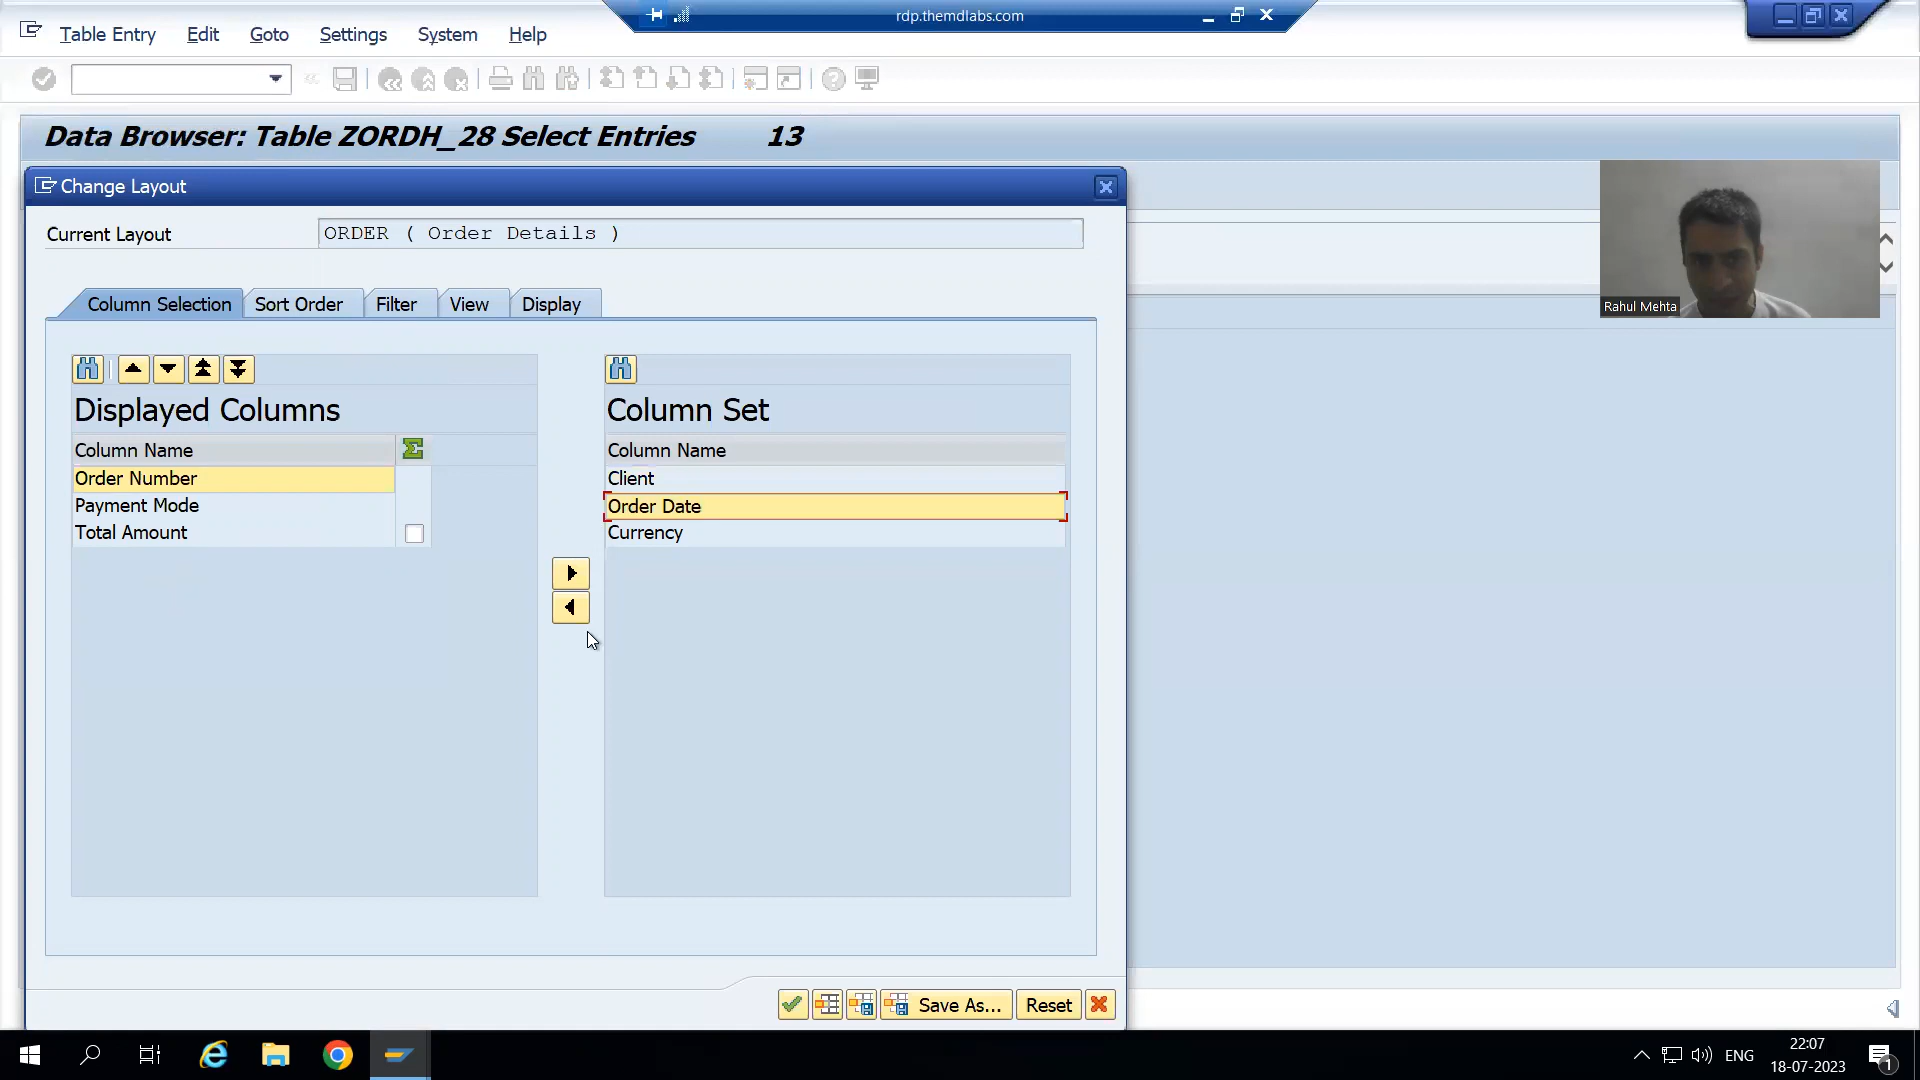 rdp.themdlabs.com
Table Entry Edit Goto Settings System Help
Data Browser: Table ZORDH_28 Select Entries 13
Change Layout
Current Layout ORDER ( Order Details )
Rahul Mehta
Column Selection Sort Order Filter View Display
Displayed Columns Column Set
Column Name Column Name
Order Number Client
Payment Mode Order Date
Total Amount Currency
Save As... Reset
22:07
ENG
18-07-2023
1